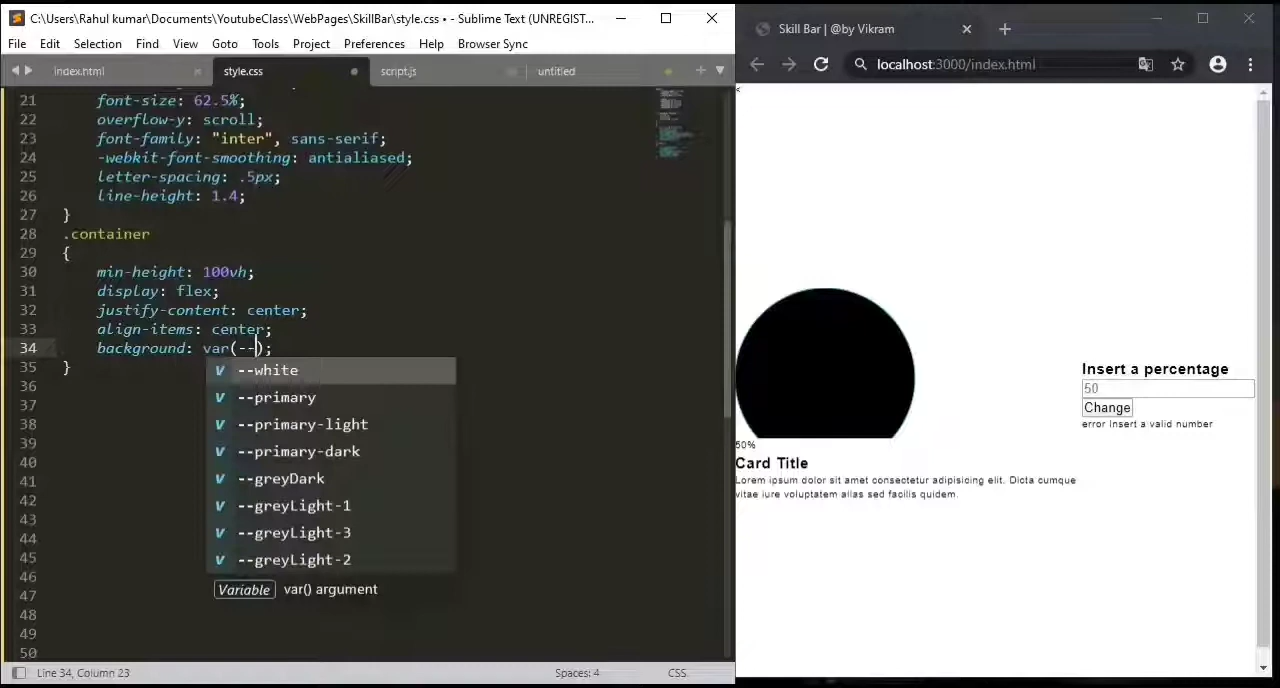 C:\Users\Rahul kumar\Documents\YoutubeClass\WebPages\SkillBar\style.css • - Sublime Text (UNREGIST...
File Edit Selection Find View Goto Tools Project Preferences Help Browser Sync
index.html style.css script.js untitled
21 font-size: 62.5%;
22 overflow-y: scroll;
23 font-family: "inter", sans-serif;
24 -webkit-font-smoothing: antialiased;
25 letter-spacing: .5px;
26 line-height: 1.4;
27 }
28 .container
29 {
30 min-height: 100vh;
31 display: flex;
32 justify-content: center;
33 align-items: center;
34 background: var(--);
35 }
36
37
38
39
40
41
42
43
44
45
46
47
48
49
50
V --white
V --primary
V --primary-light
V --primary-dark
V --greyDark
V --greyLight-1
V --greyLight-3
V --greyLight-2
Variable var() argument
Line 34, Column 23 Spaces: 4 CSS
Skill Bar | @by Vikram
localhost:3000/index.html
<
50%
Card Title
Lorem ipsum dolor sit amet consectetur adipisicing elit. Dicta cumque
vitae iure voluptatem alias sed facilis quidem.
Insert a percentage
50
Change
error Insert a valid number